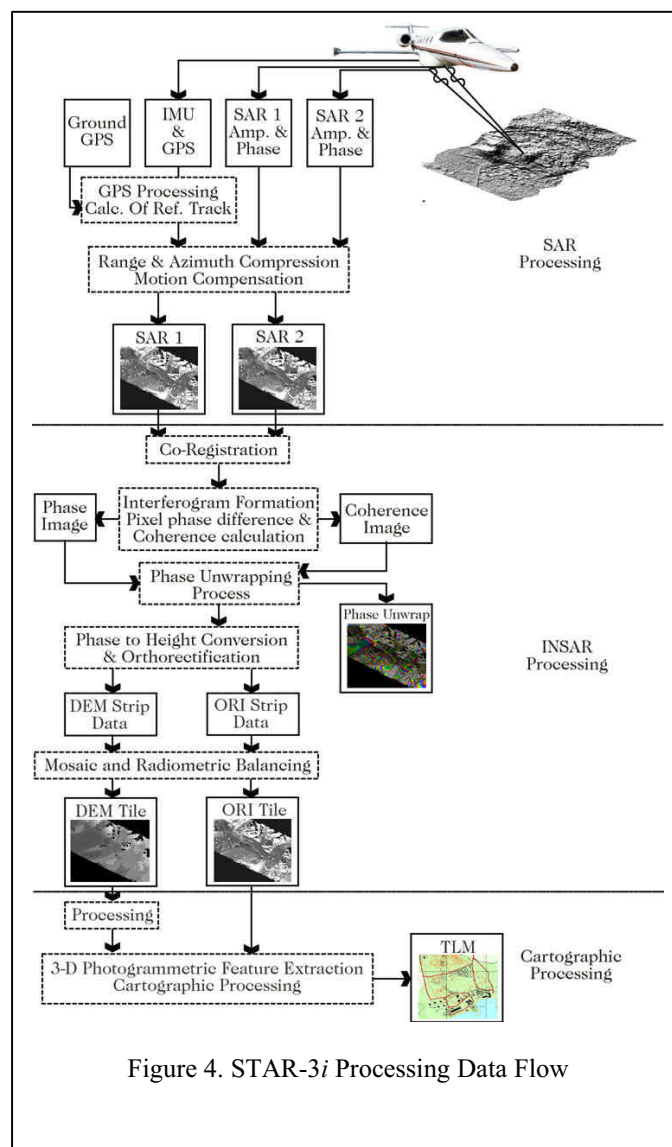 Ground
GPS
IMU
&
GPS
SAR 1
Amp. &
Phase
SAR 2
Amp. &
Phase
GPS Processing
Calc. Of Ref. Track
Range & Azimuth Compression
Motion Compensation
SAR
Processing
SAR 1
SAR 2
Co-Registration
Phase
Image
Interferogram Formation
Pixel phase difference &
Coherence calculation
Coherence
Image
Phase Unwrapping
Process
Phase Unwrap
Phase to Height Conversion
& Orthorectification
INSAR
Processing
DEM Strip
Data
ORI Strip
Data
Mosaic and Radiometric Balancing
DEM Tile
ORI Tile
Processing
3-D Photogrammetric Feature Extraction
Cartographic Processing
TLM
Cartographic
Processing
Figure 4. STAR-3i Processing Data Flow